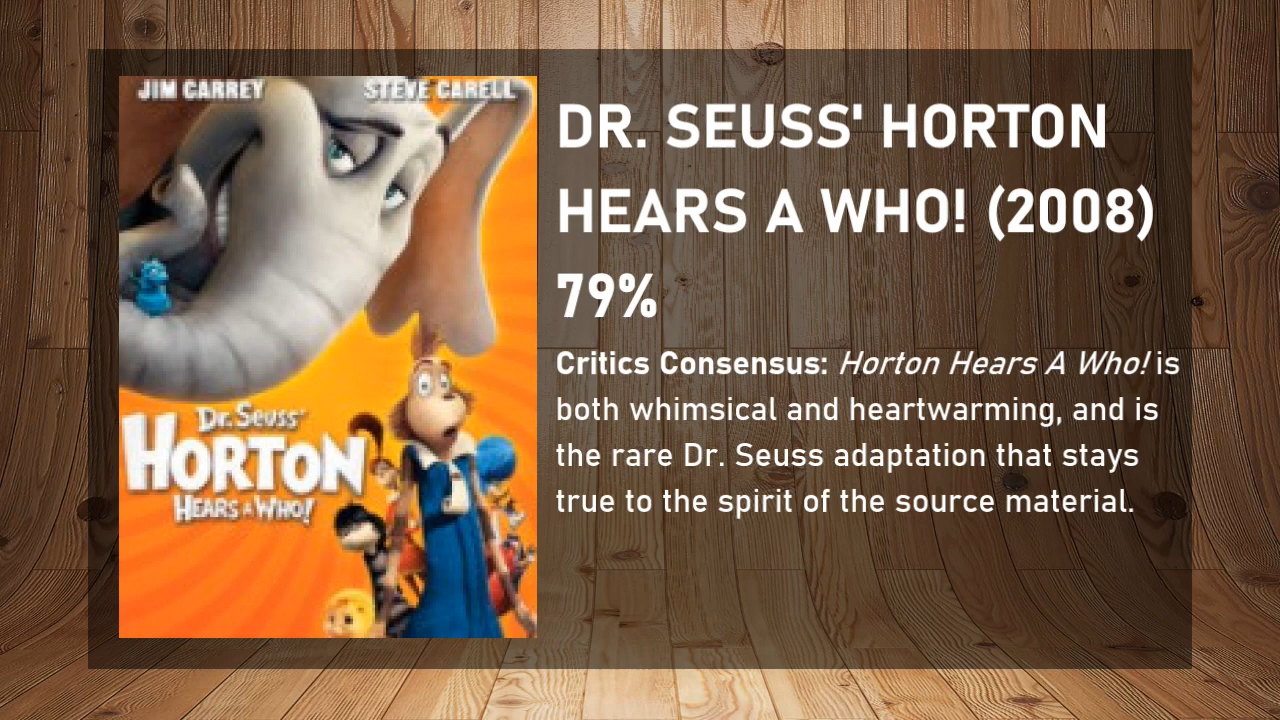 JIM CARREY STEVE CARELL
Dr. Seuss'
HORTON
HEARS A WHO!
DR. SEUSS' HORTON
HEARS A WHO! (2008)
79%
Critics Consensus: Horton Hears A Who! is
both whimsical and heartwarming, and is
the rare Dr. Seuss adaptation that stays
true to the spirit of the source material.